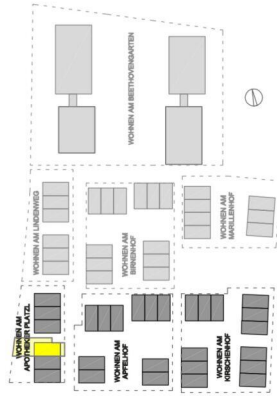 WOHNEN AM BEETHOVENGARTEN
WOHNEN AM LINDENWEG
WOHNEN AM
BIRNENHOF
WOHNEN AM
MARILLENHOF
WOHNEN AM
APOTHEKER PLATZL
WOHNEN AM
APFELHOF
WOHNEN AM
KIRSCHENHOF